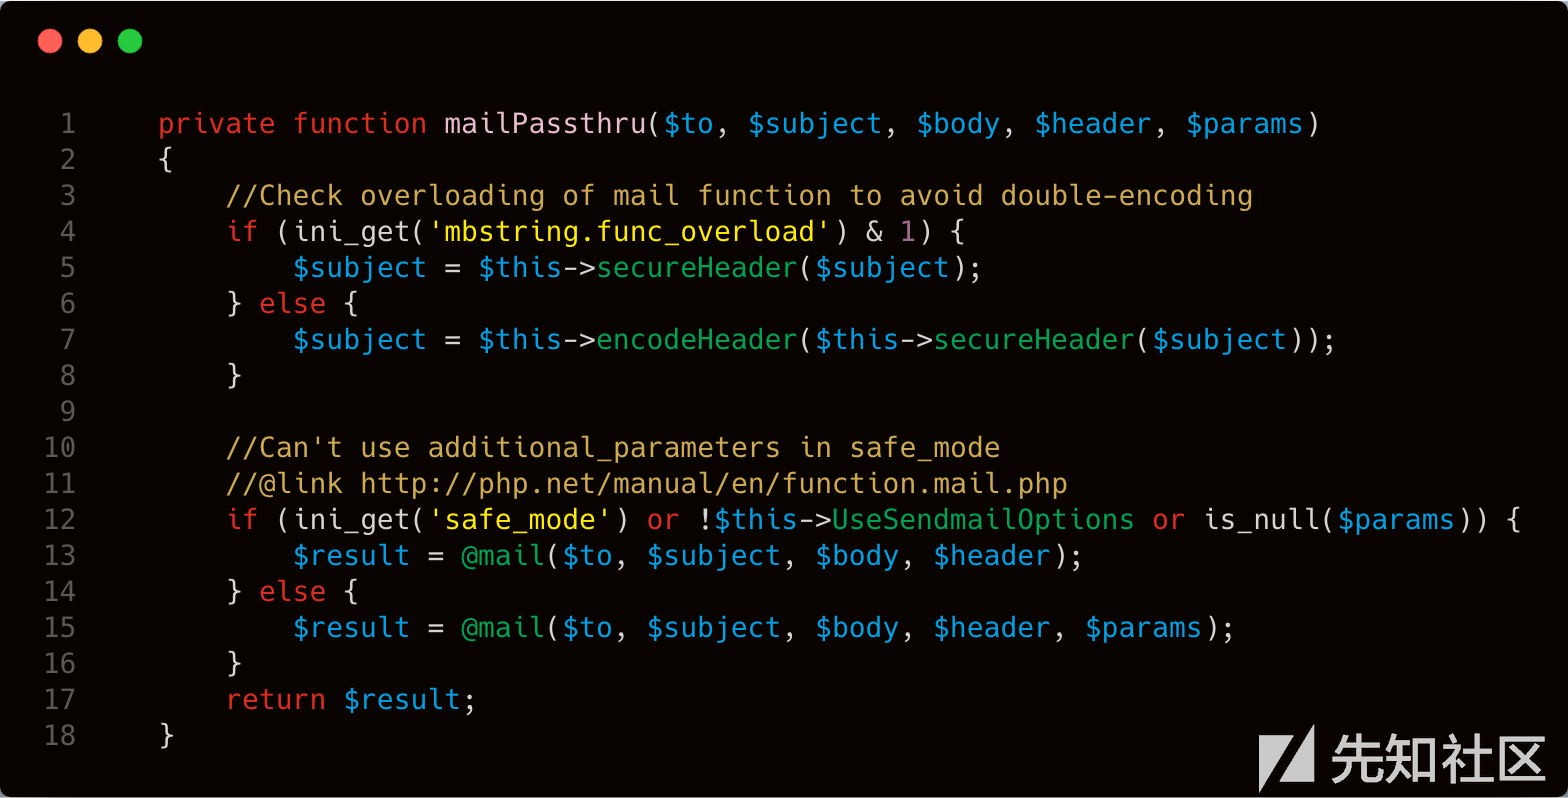 1 private function mailPassthru($to, $subject, $body, $header, $params)
2 {
3 //Check overloading of mail function to avoid double-encoding
4 if (ini_get('mbstring.func_overload') & 1) {
5 $subject = $this->secureHeader($subject);
6 } else {
7 $subject = $this->encodeHeader($this->secureHeader($subject));
8 }
9
10 //Can't use additional_parameters in safe_mode
11 //@link http://php.net/manual/en/function.mail.php
12 if (ini_get('safe_mode') or !$this->UseSendmailOptions or is_null($params)) {
13 $result = @mail($to, $subject, $body, $header);
14 } else {
15 $result = @mail($to, $subject, $body, $header, $params);
16 }
17 return $result;
18 }
先知社区